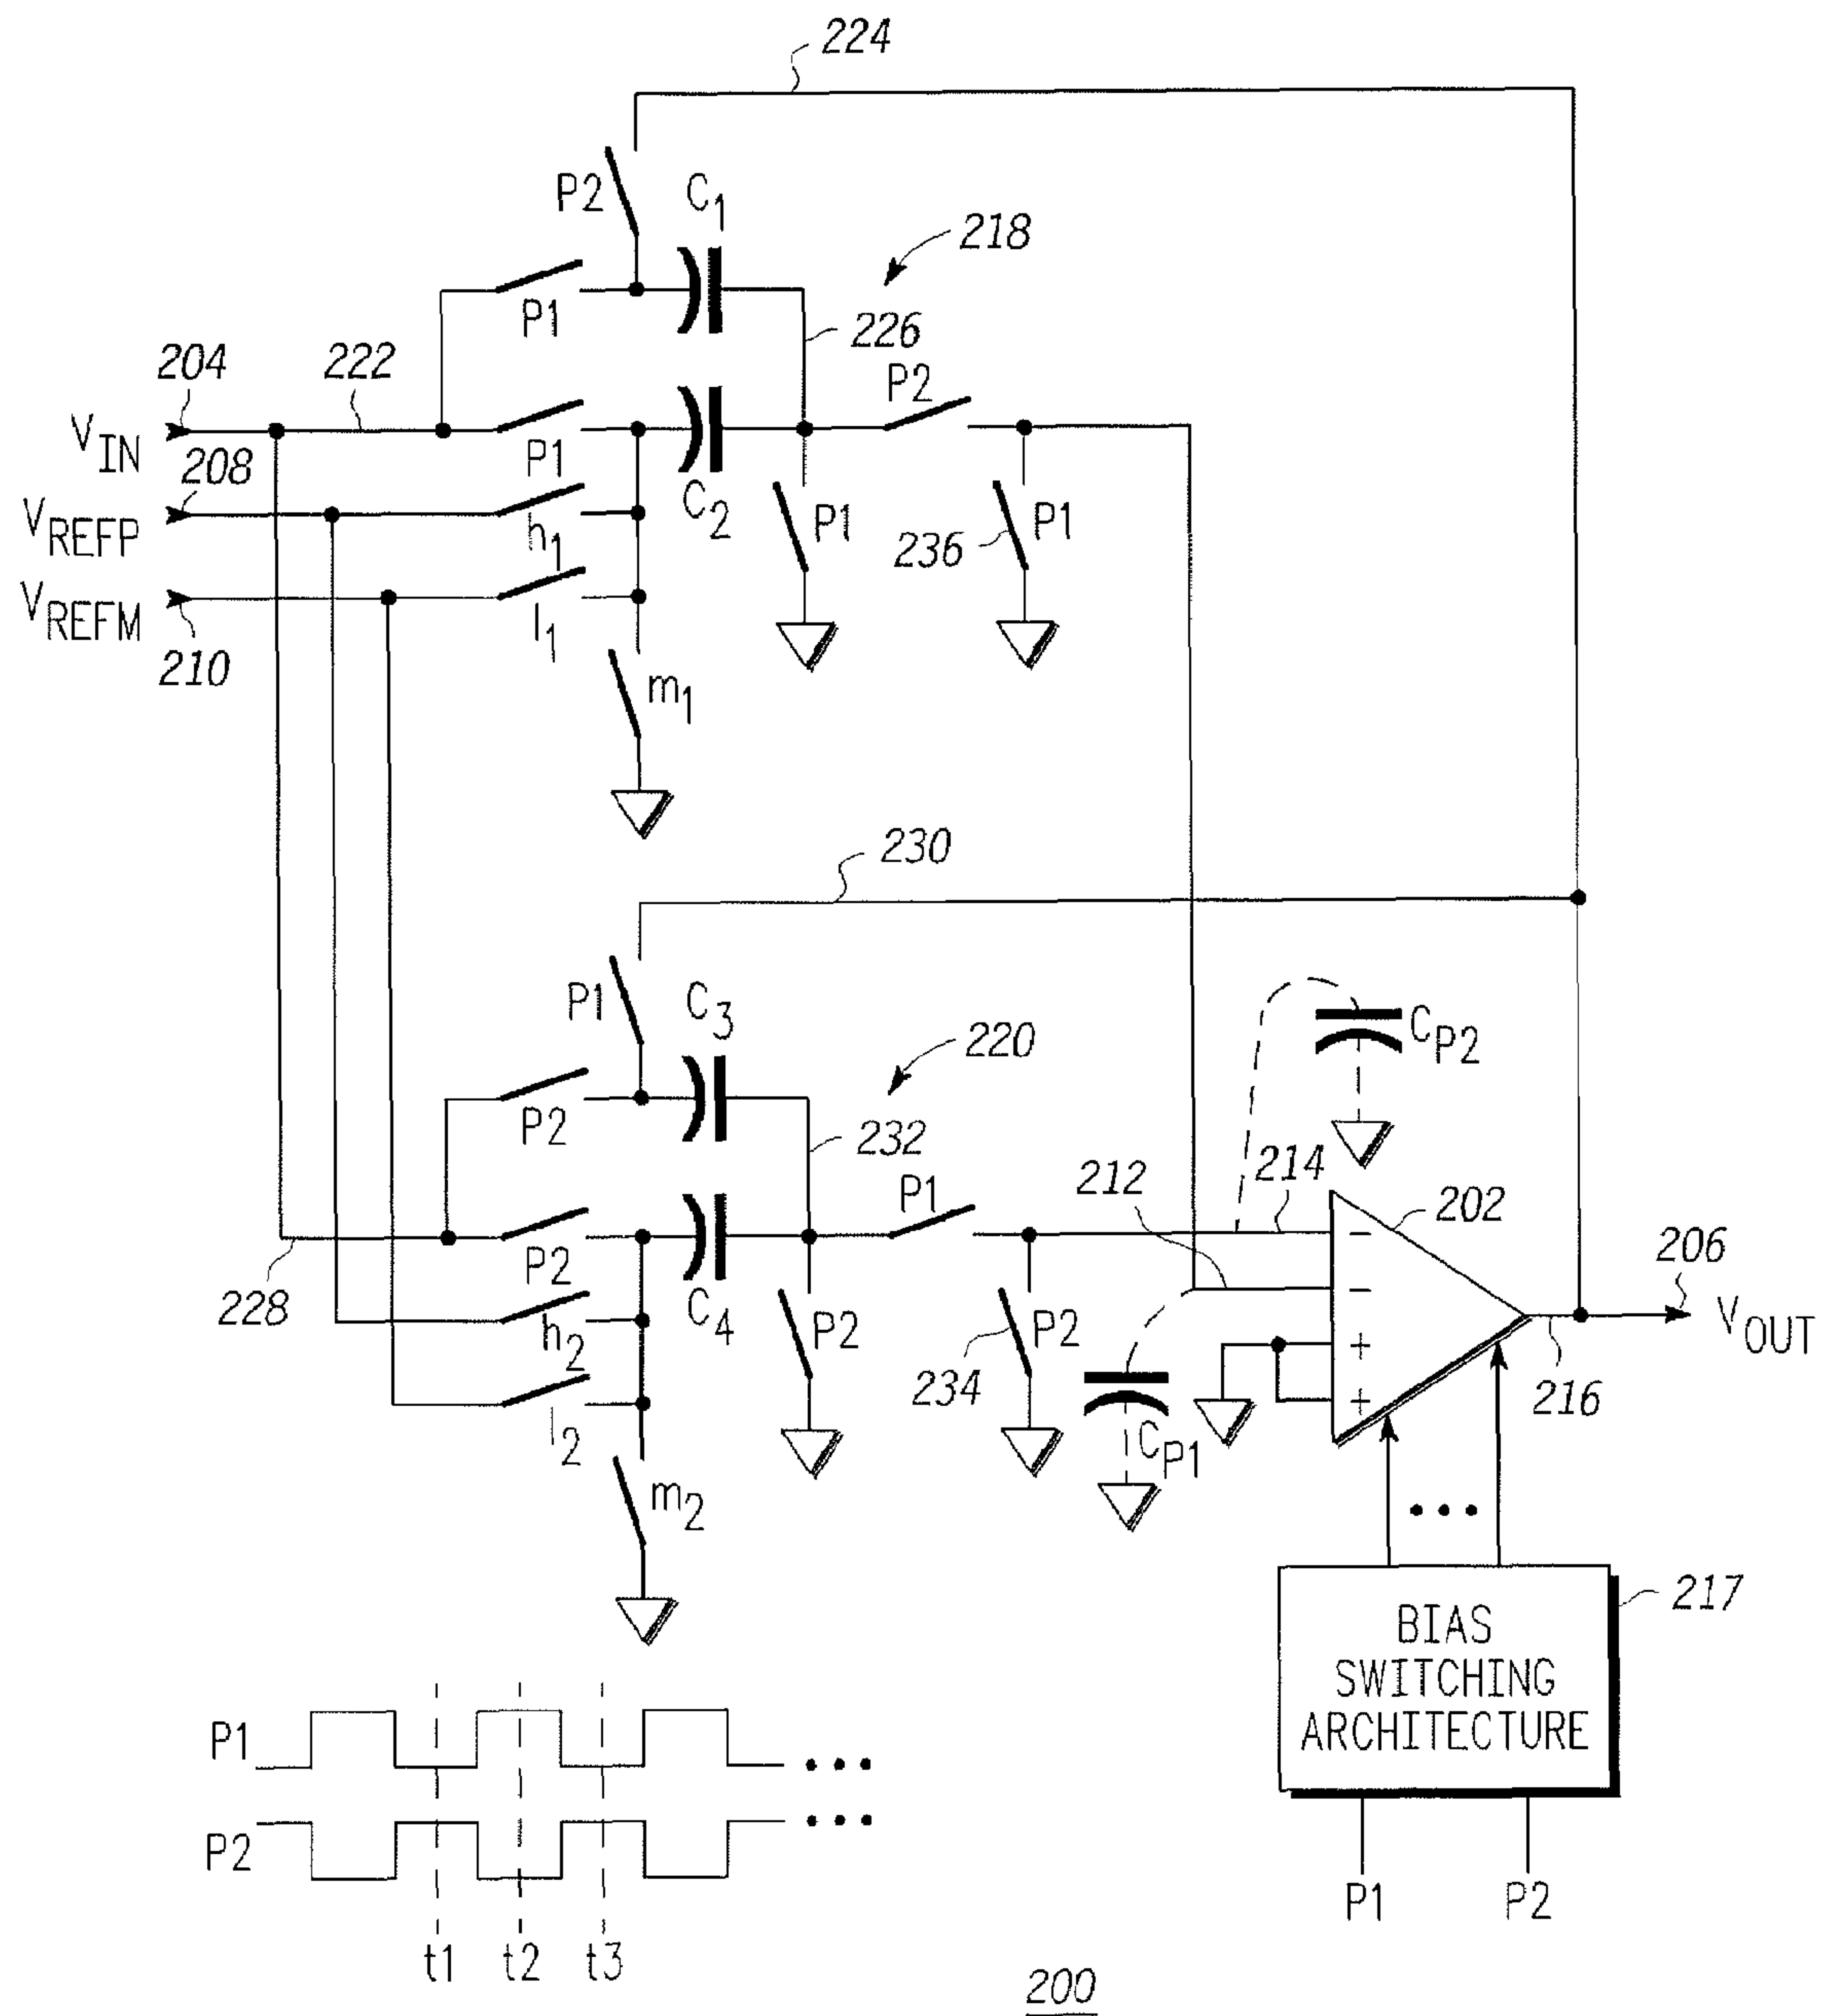 224
P2
C1
218
P1
226
204
222
P2
VIN
208
P1
C2
VREFP
h1
P1
236
P1
VREFM
l1
210
m1
230
P1
C3
CP2
220
P2
232
214
212
P1
202
206
P2
C4
228
h2
P2
P2
VOUT
234
l2
216
CP1
m2
217
BIAS
SWITCHING
ARCHITECTURE
P1
P2
P1 P2
t1 t2 t3
200